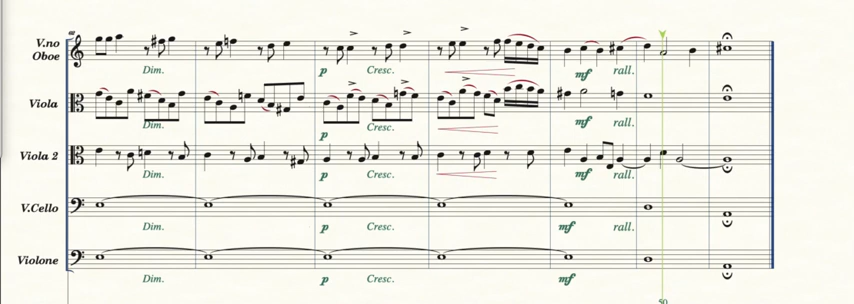 V.no
Oboe
Dim.
p
Cresc.
mf
rall.
Viola
Dim.
p
Cresc.
mf
rall.
Viola 2
Dim.
p
Cresc.
mf
rall.
V.Cello
Dim.
p
Cresc.
mf
rall.
Violone
Dim.
p
Cresc.
mf
50